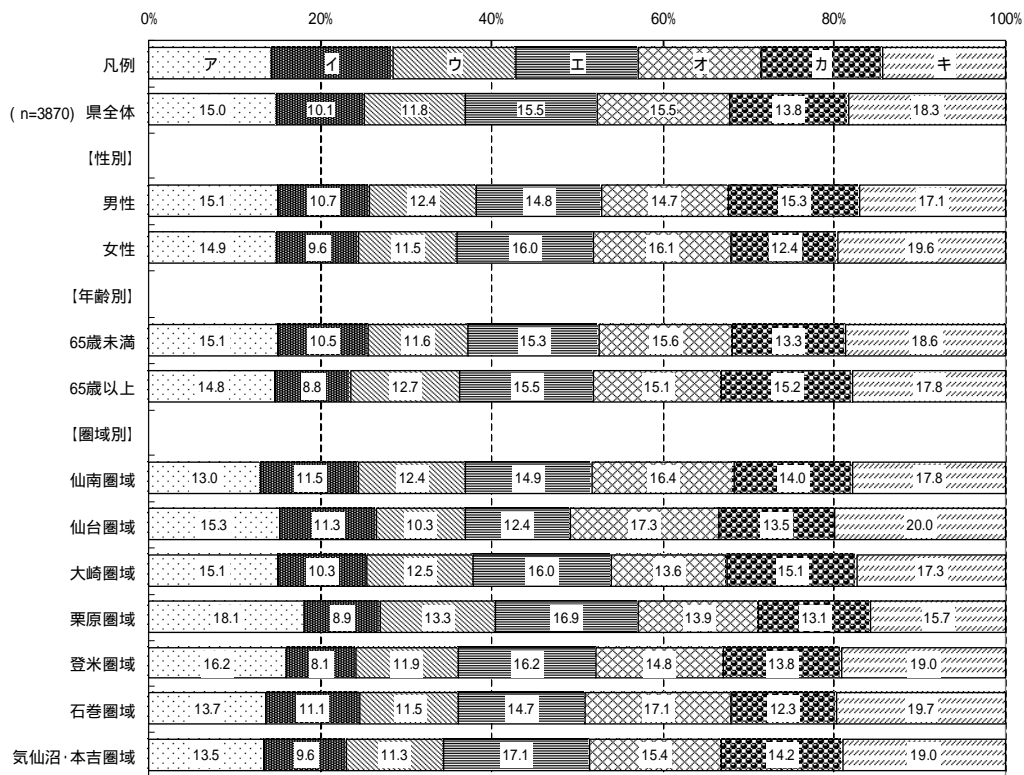 0% 20% 40% 60% 80% 100%
凡例 ア イ ウ エ オ カ キ
( n=3870) 県全体 15.0 10.1 11.8 15.5 15.5 13.8 18.3
【性別】
男性 15.1 10.7 12.4 14.8 14.7 15.3 17.1
女性 14.9 9.6 11.5 16.0 16.1 12.4 19.6
【年齢別】
65歳未満 15.1 10.5 11.6 15.3 15.6 13.3 18.6
65歳以上 14.8 8.8 12.7 15.5 15.1 15.2 17.8
【圏域別】
仙南圏域 13.0 11.5 12.4 14.9 16.4 14.0 17.8
仙台圏域 15.3 11.3 10.3 12.4 17.3 13.5 20.0
大崎圏域 15.1 10.3 12.5 16.0 13.6 15.1 17.3
栗原圏域 18.1 8.9 13.3 16.9 13.9 13.1 15.7
登米圏域 16.2 8.1 11.9 16.2 14.8 13.8 19.0
石巻圏域 13.7 11.1 11.5 14.7 17.1 12.3 19.7
気仙沼・本吉圏域 13.5 9.6 11.3 17.1 15.4 14.2 19.0